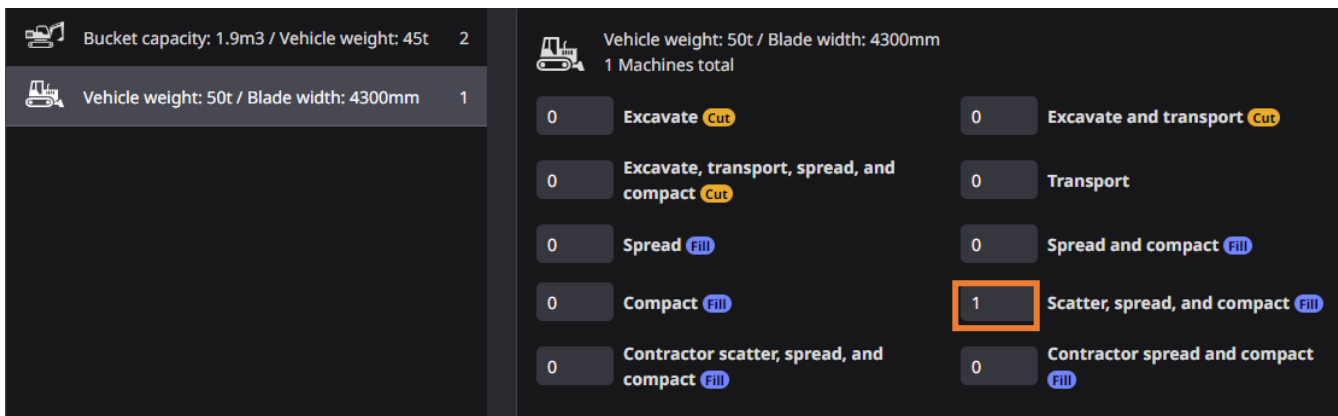 Bucket capacity: 1.9m3 / Vehicle weight: 45t 2
Vehicle weight: 50t / Blade width: 4300mm 1
Vehicle weight: 50t / Blade width: 4300mm
1 Machines total
0 Excavate Cut
0 Excavate and transport Cut
0 Excavate, transport, spread, and
compact Cut
0 Transport
0 Spread Fill
0 Spread and compact Fill
0 Compact Fill
1 Scatter, spread, and compact Fill
0 Contractor scatter, spread, and
compact Fill
0 Contractor spread and compact
Fill